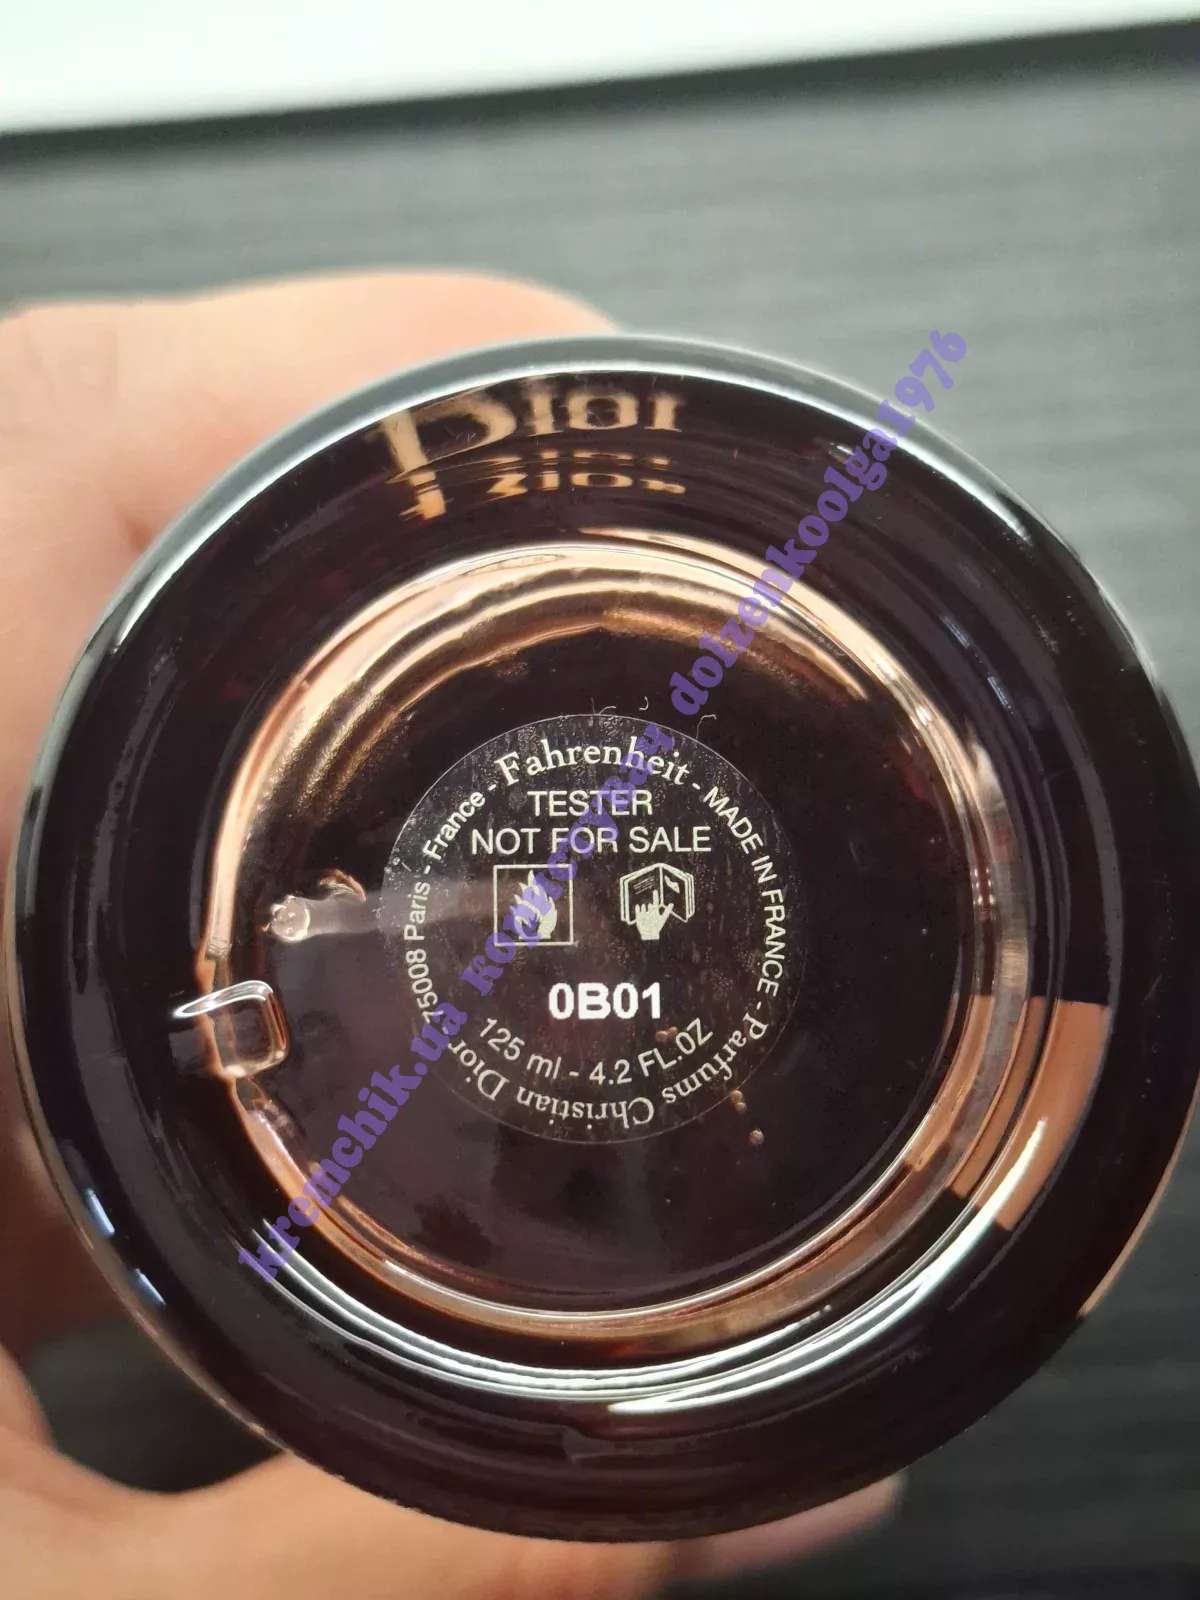 Dior
- Fahrenheit - MADE IN FRANCE - Parfums Christian Dior 75008 Paris - France
TESTER
NOT FOR SALE
0B01
125 ml - 4.2 FL.OZ
kremchik.ua користувач dolzenkoolga1976